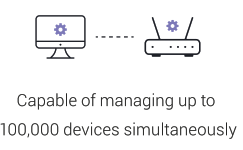 Capable of managing up to
100,000 devices simultaneously